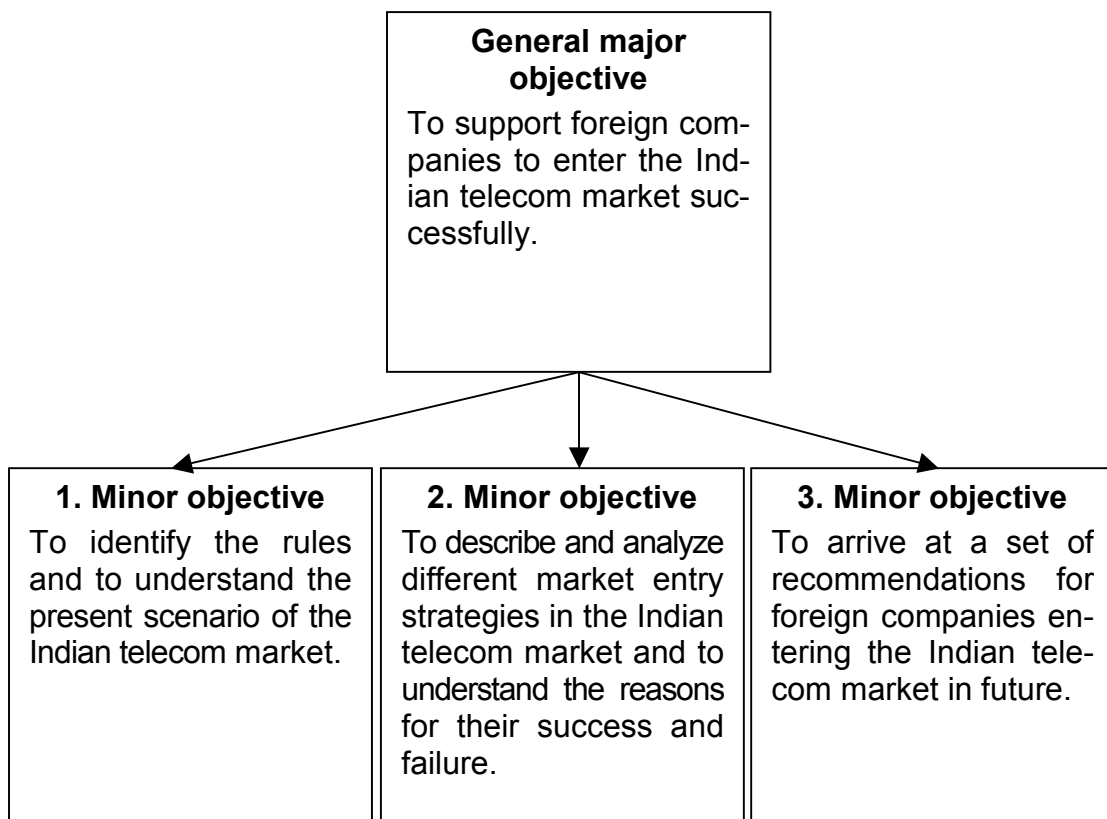 General major
objective
To support foreign com-
panies to enter the Ind-
ian telecom market suc-
cessfully.
1. Minor objective
To identify the rules
and to understand the
present scenario of the
Indian telecom market.
2. Minor objective
To describe and analyze
different market entry
strategies in the Indian
telecom market and to
understand the reasons
for their success and
failure.
3. Minor objective
To arrive at a set of
recommendations for
foreign companies en-
tering the Indian tele-
com market in future.